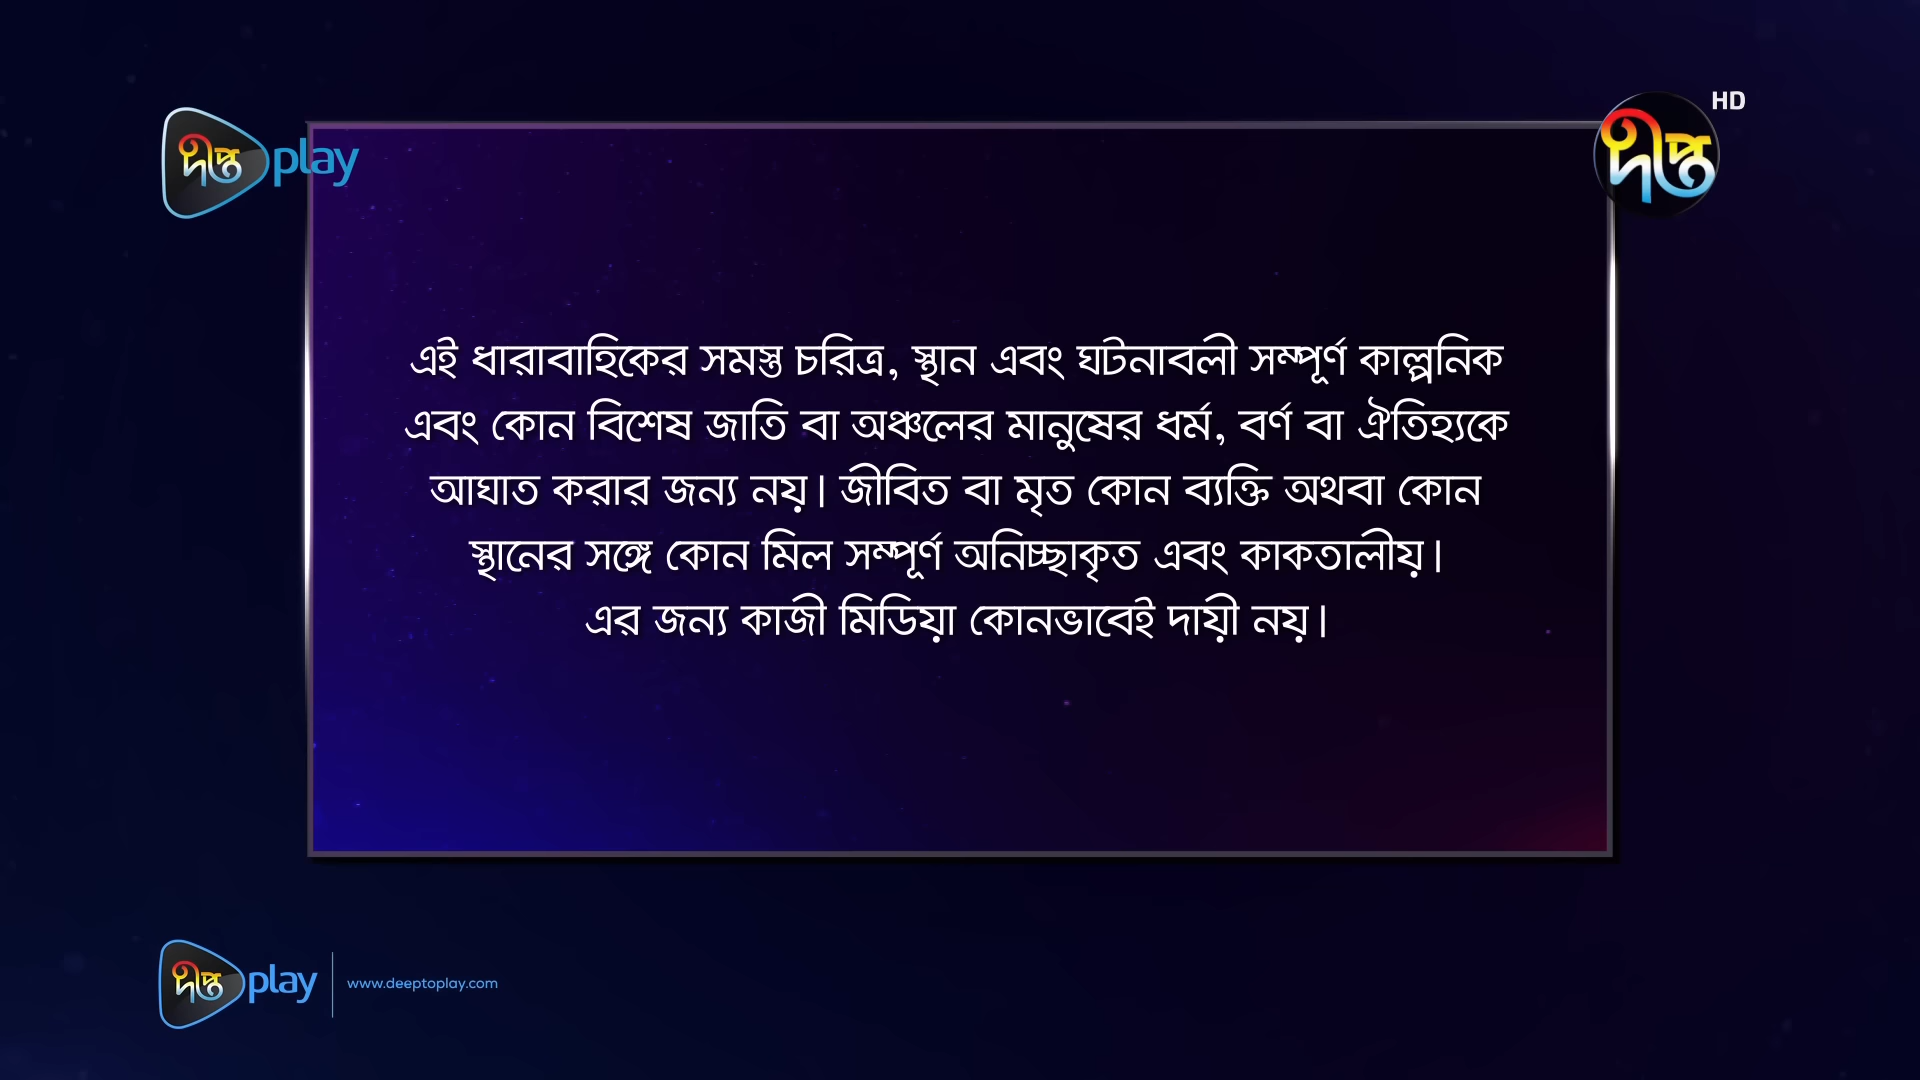 দীপ্ত play
HD
দীপ্ত
এই ধারাবাহিকের সমস্ত চরিত্র, স্থান এবং ঘটনাবলী সম্পূর্ণ কাল্পনিক
এবং কোন বিশেষ জাতি বা অঞ্চলের মানুষের ধর্ম, বর্ণ বা ঐতিহ্যকে
আঘাত করার জন্য নয়। জীবিত বা মৃত কোন ব্যক্তি অথবা কোন
স্থানের সঙ্গে কোন মিল সম্পূর্ণ অনিচ্ছাকৃত এবং কাকতালীয়।
এর জন্য কাজী মিডিয়া কোনভাবেই দায়ী নয়।
দীপ্ত play www.deeptoplay.com